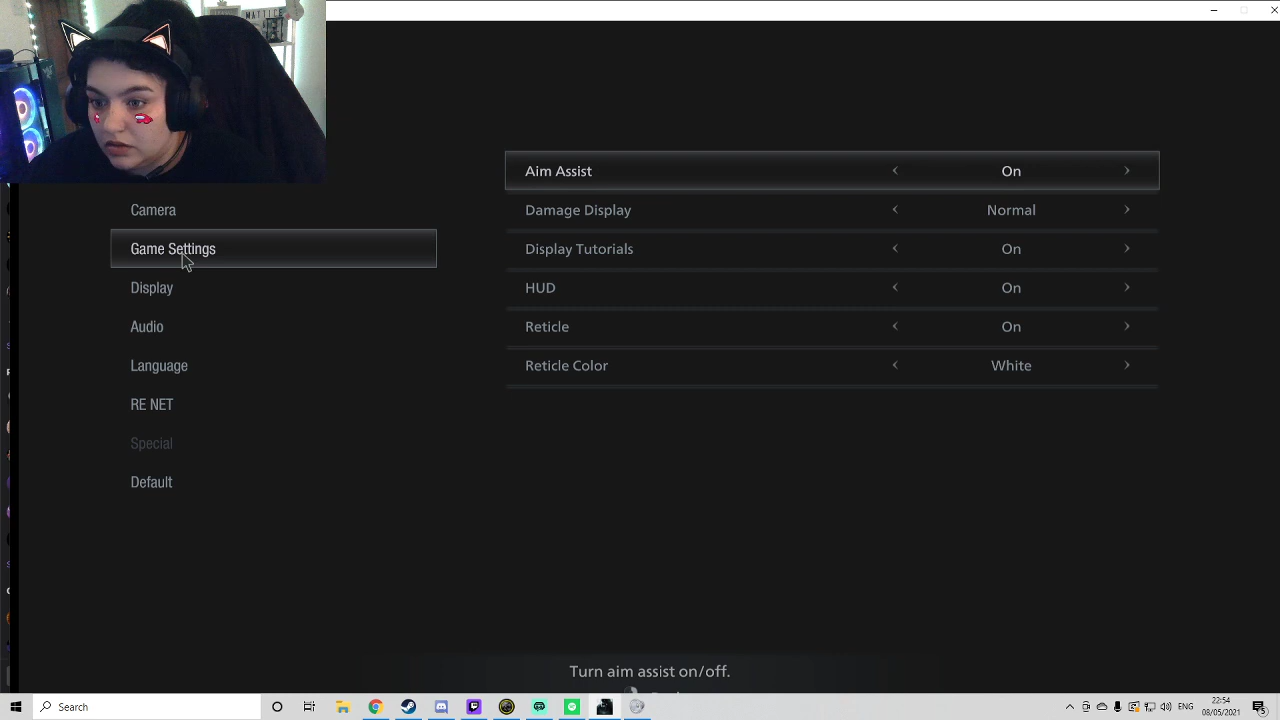 MATTILC
Aim Assist On
Camera
Damage Display Normal
Game Settings
Display Tutorials On
Display
HUD On
Audio
Reticle On
Language
Reticle Color White
RE NET
Special
Default
Turn aim assist on/off.
Search
ENG
22:54
08/05/2021